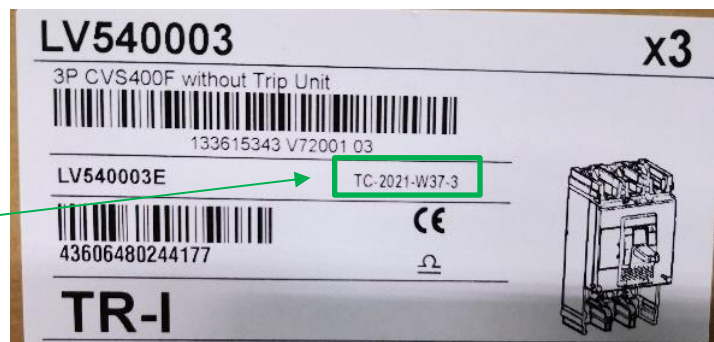 LV540003
x3
3P CVS400F without Trip Unit
133615343 V72001 03
LV540003E
TC-2021-W37-3
CE
43606480244177
TR-I